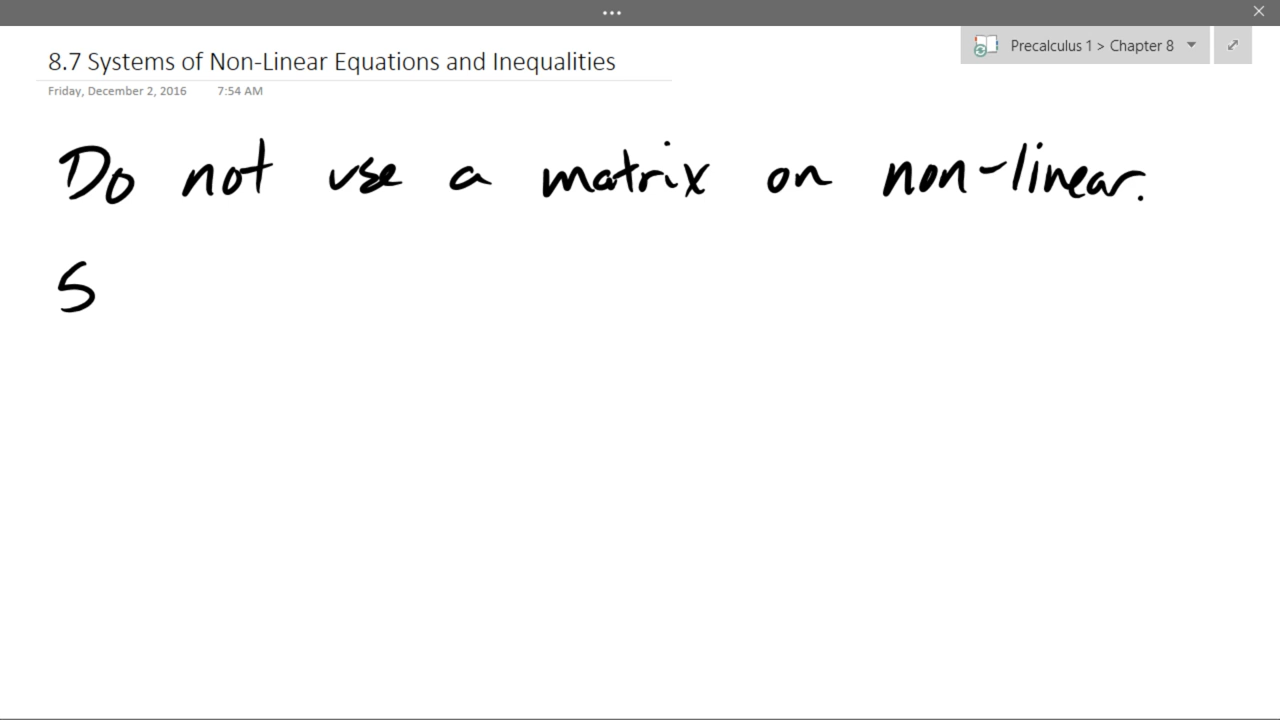 Precalculus 1 > Chapter 8
8.7 Systems of Non-Linear Equations and Inequalities
Friday, December 2, 2016 7:54 AM
Do not use a matrix on non-linear.
S